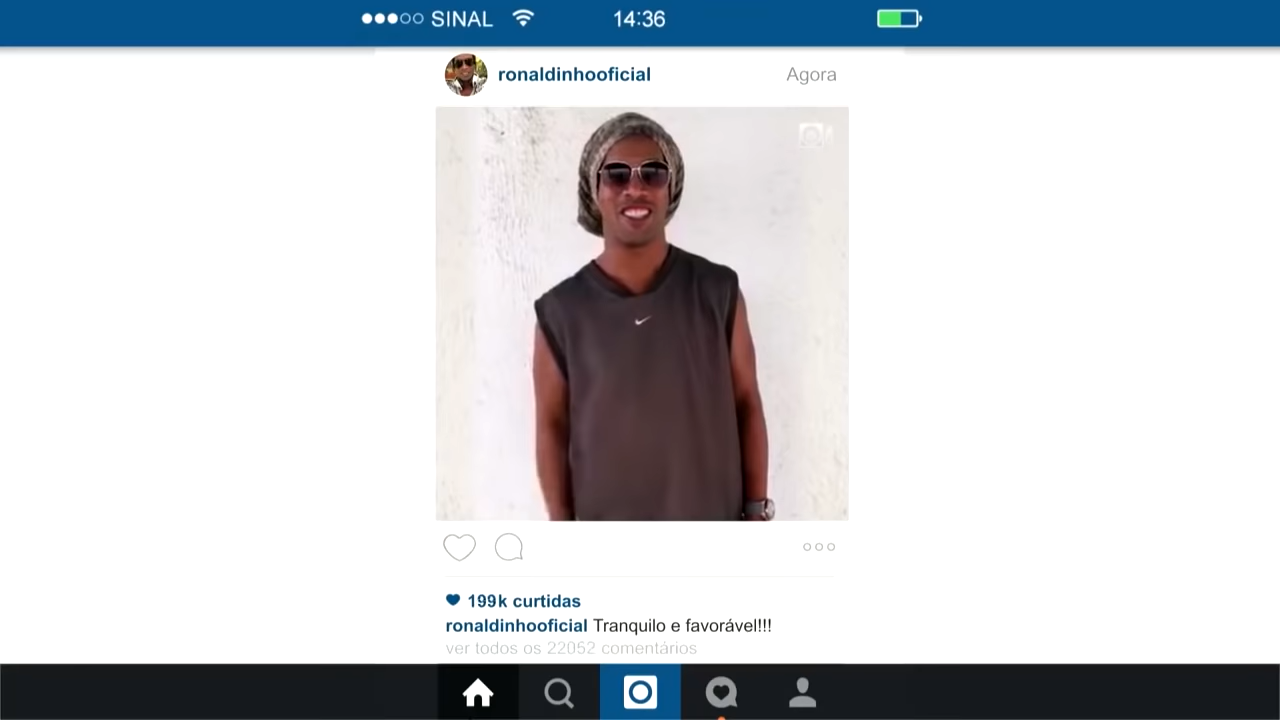 SINAL
14:36
ronaldinhooficial
Agora
199k curtidas
ronaldinhooficial Tranquilo e favorável!!!
ver todos os 22052 comentários